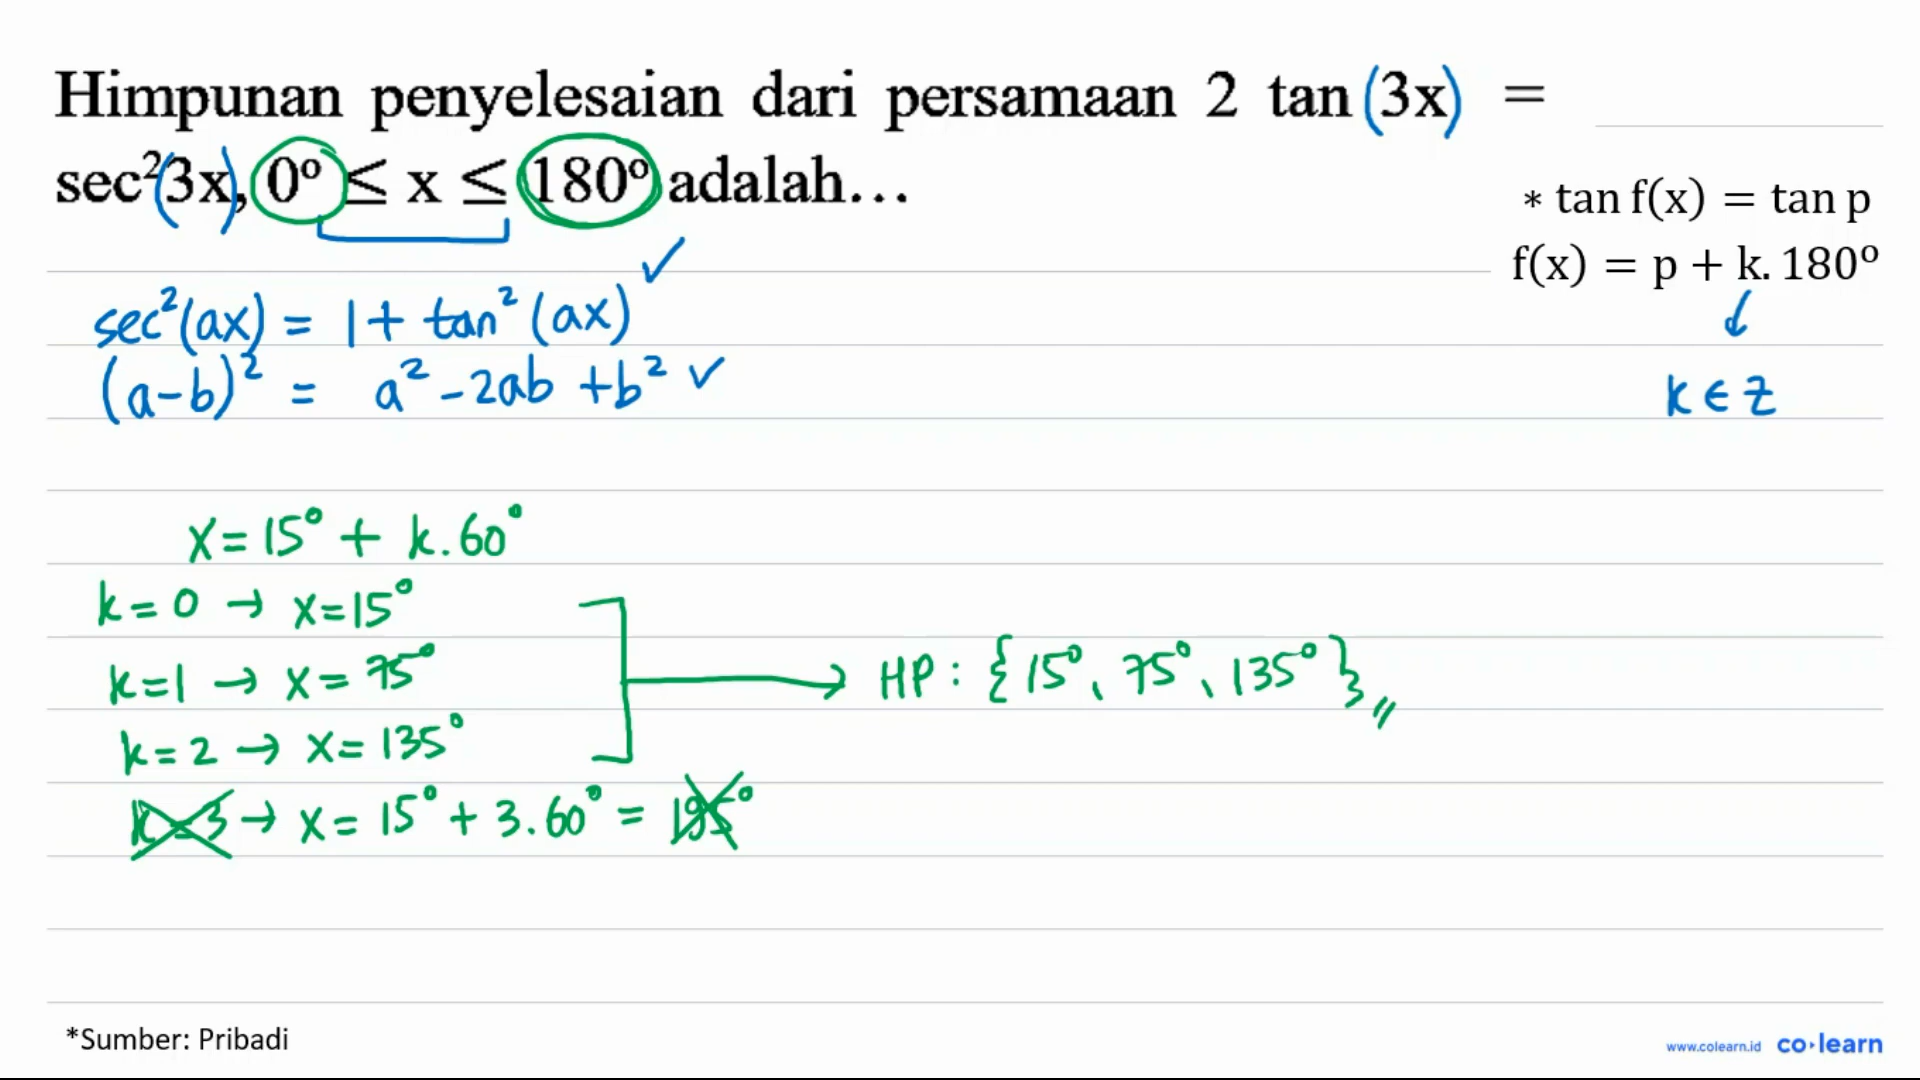 Himpunan penyelesaian dari persamaan 2 tan(3x) =
sec²(3x), 0° ≤ x ≤ 180° adalah...
* tan f(x) = tan p
f(x) = p + k. 180°
k ∈ Z
sec²(ax) = 1 + tan²(ax) ✓
(a-b)² = a² - 2ab + b² ✓
x = 15° + k.60°
k = 0 → x = 15°
k = 1 → x = 75°
k = 2 → x = 135°
→ HP : {15°, 75°, 135°}
k = 3 → x = 15° + 3.60° = 195°
*Sumber: Pribadi
www.colearn.id
co·learn